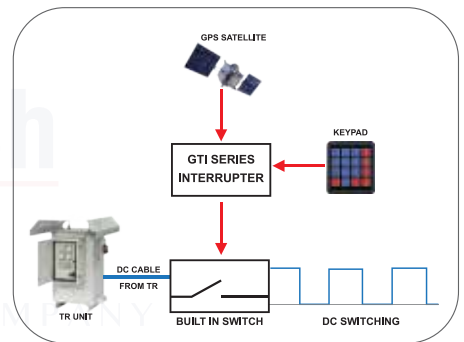 GPS SATELLITE
KEYPAD
GTI SERIES
INTERRUPTER
DC CABLE
FROM TR
TR UNIT
BUILT IN SWITCH
DC SWITCHING